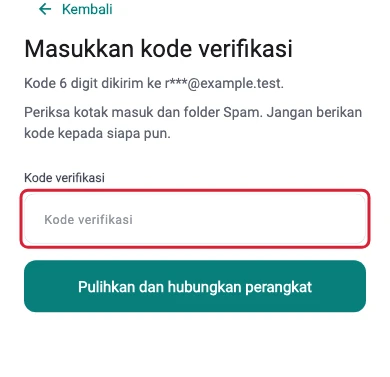 Kembali
Masukkan kode verifikasi
Kode 6 digit dikirim ke r***@example.test.
Periksa kotak masuk dan folder Spam. Jangan berikan
kode kepada siapa pun.
Kode verifikasi
Kode verifikasi
Pulihkan dan hubungkan perangkat